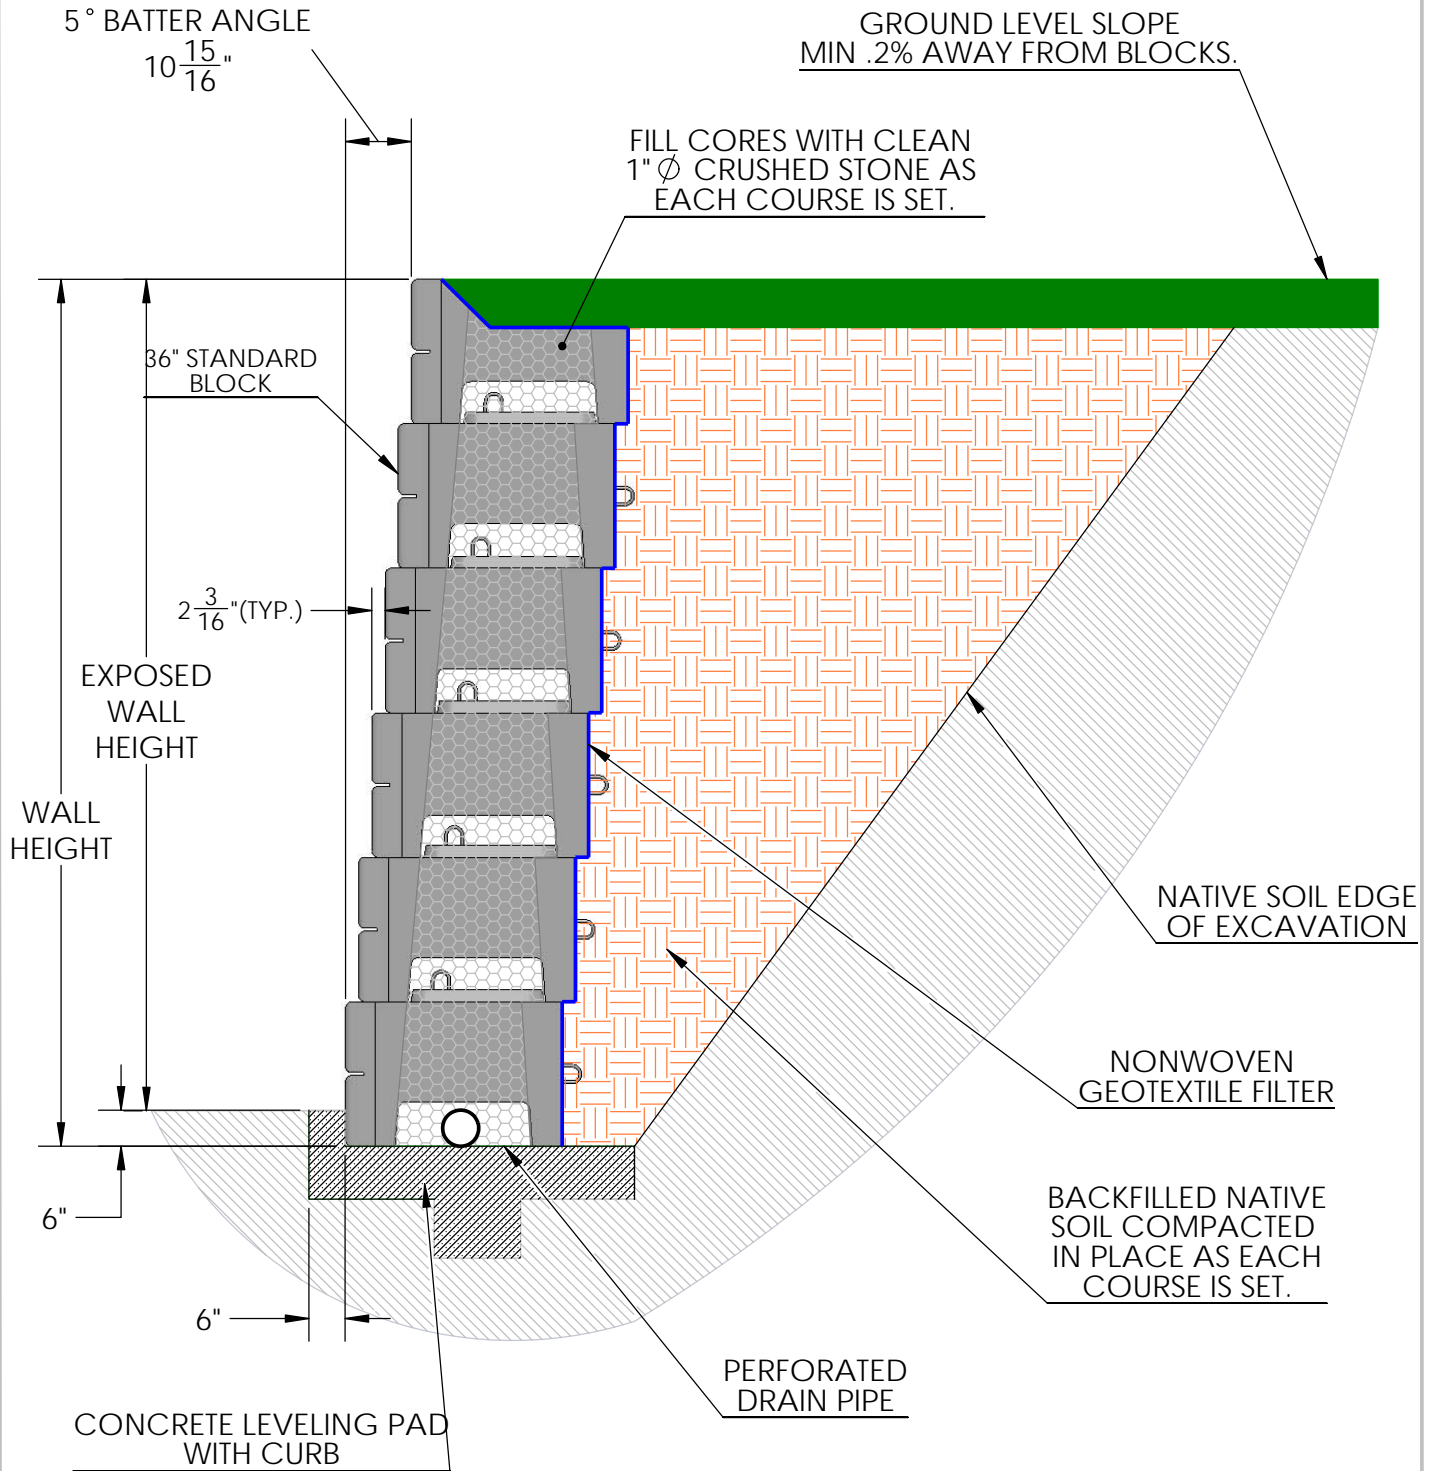 5° BATTER ANGLE
10 15/16"
GROUND LEVEL SLOPE
MIN .2% AWAY FROM BLOCKS.
FILL CORES WITH CLEAN
1" Ø CRUSHED STONE AS
EACH COURSE IS SET.
36" STANDARD
BLOCK
2 3/16" (TYP.)
EXPOSED
WALL
HEIGHT
WALL
HEIGHT
NATIVE SOIL EDGE
OF EXCAVATION
NONWOVEN
GEOTEXTILE FILTER
BACKFILLED NATIVE
SOIL COMPACTED
IN PLACE AS EACH
COURSE IS SET.
6"
6"
PERFORATED
DRAIN PIPE
CONCRETE LEVELING PAD
WITH CURB